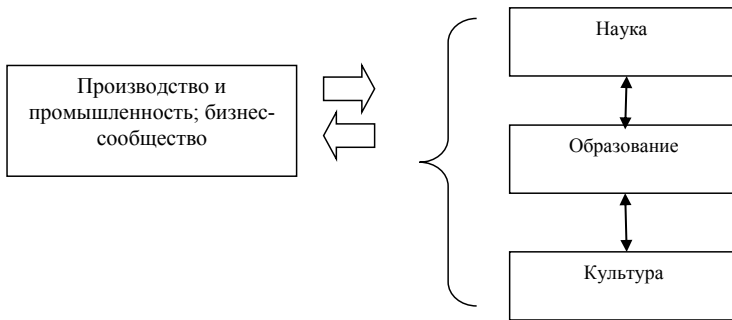 Производство и
промышленность; бизнес-
сообщество
Наука
Образование
Культура